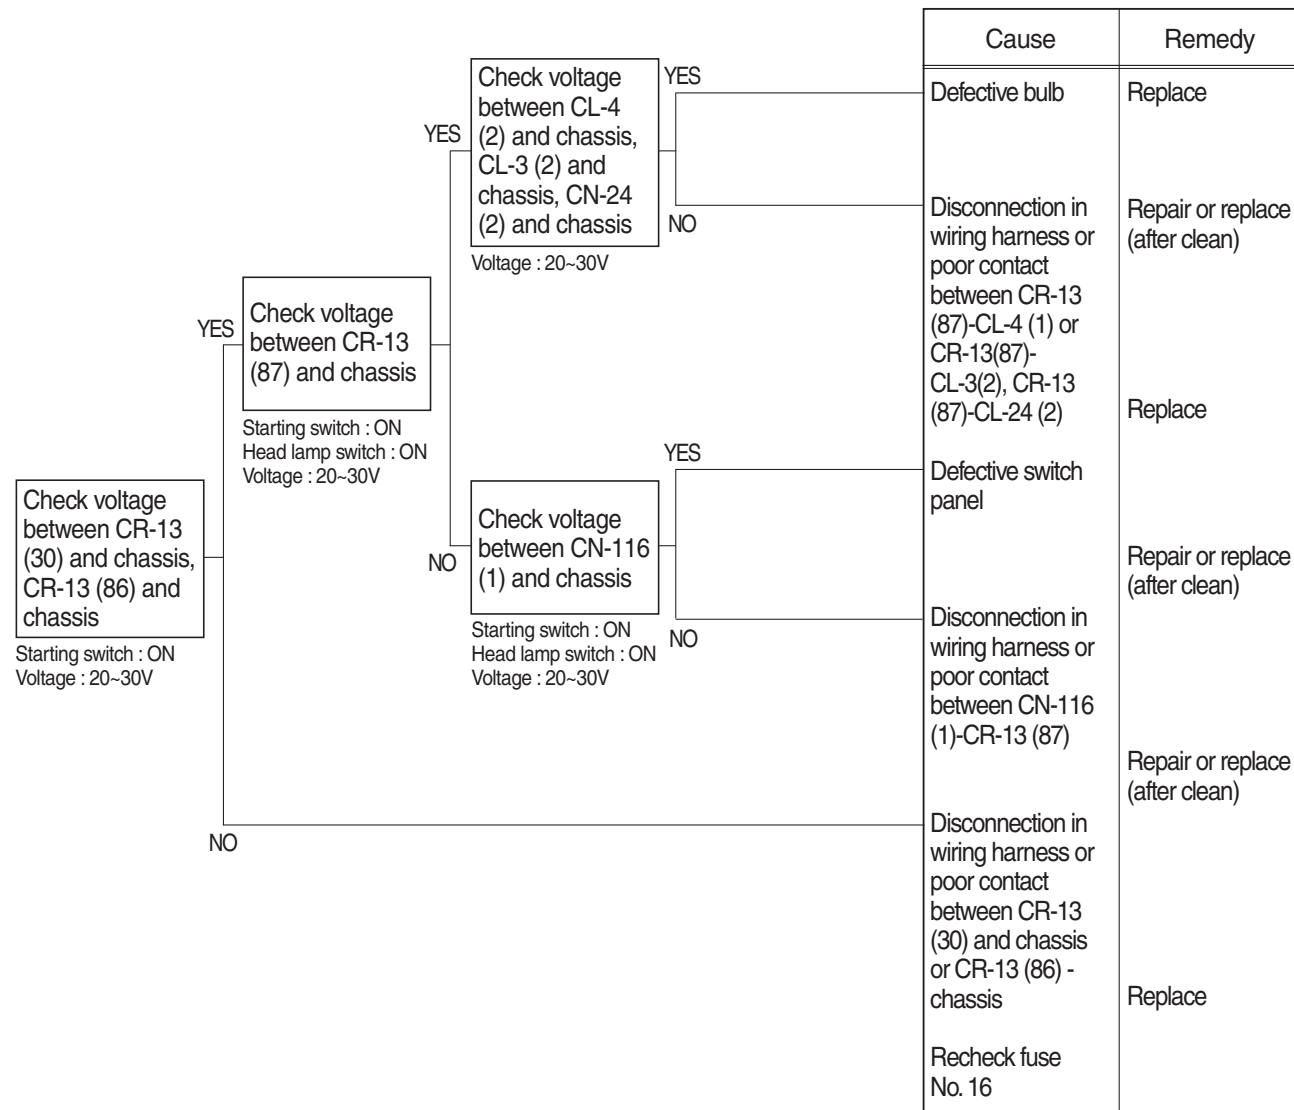 Cause
Remedy
Check voltage
between CL-4
(2) and chassis,
CL-3 (2) and
chassis, CN-24
(2) and chassis
Voltage : 20~30V
YES
YES
NO
Defective bulb
Replace
Disconnection in
wiring harness or
poor contact
between CR-13
(87)-CL-4 (1) or
CR-13(87)-
CL-3(2), CR-13
(87)-CL-24 (2)
Repair or replace
(after clean)
Check voltage
between CR-13
(87) and chassis
Starting switch : ON
Head lamp switch : ON
Voltage : 20~30V
YES
NO
Replace
Defective switch
panel
Check voltage
between CN-116
(1) and chassis
Starting switch : ON
Head lamp switch : ON
Voltage : 20~30V
YES
NO
Repair or replace
(after clean)
Disconnection in
wiring harness or
poor contact
between CN-116
(1)-CR-13 (87)
Check voltage
between CR-13
(30) and chassis,
CR-13 (86) and
chassis
Starting switch : ON
Voltage : 20~30V
NO
Repair or replace
(after clean)
Disconnection in
wiring harness or
poor contact
between CR-13
(30) and chassis
or CR-13 (86) -
chassis
Replace
Recheck fuse
No. 16